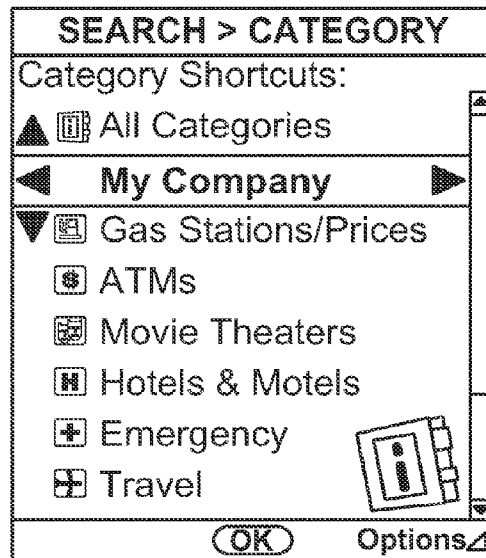 SEARCH > CATEGORY
Category Shortcuts:
All Categories
My Company
Gas Stations/Prices
$ ATMs
Movie Theaters
H Hotels & Motels
Emergency
Travel
OK Options